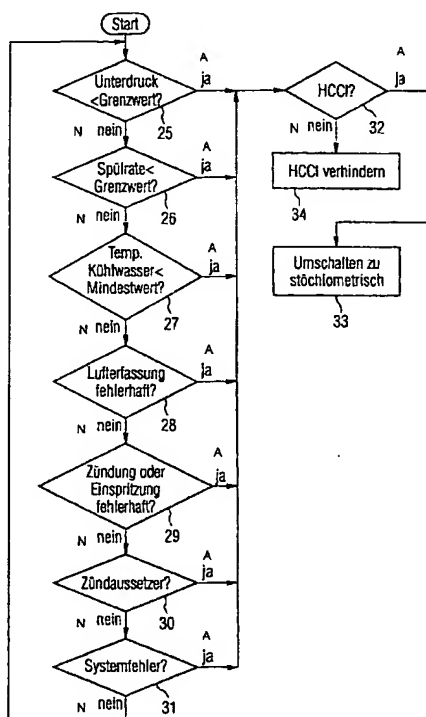 Start
Unterdruck
<Grenzwert?
25
A
ja
N nein
Spülrate<
Grenzwert?
26
A
ja
N nein
Temp.
Kühlwasser<
Mindestwert?
27
A
ja
N nein
Lufterfassung
fehlerhaft?
28
A
ja
N nein
Zündung oder
Einspritzung
fehlerhaft?
29
A
ja
N nein
Zündaussetzer?
30
A
ja
N nein
Systemfehler?
31
A
ja
N nein
HCCI?
32
A
ja
N nein
HCCI verhindern
34
Umschalten zu
stöchiometrisch
33